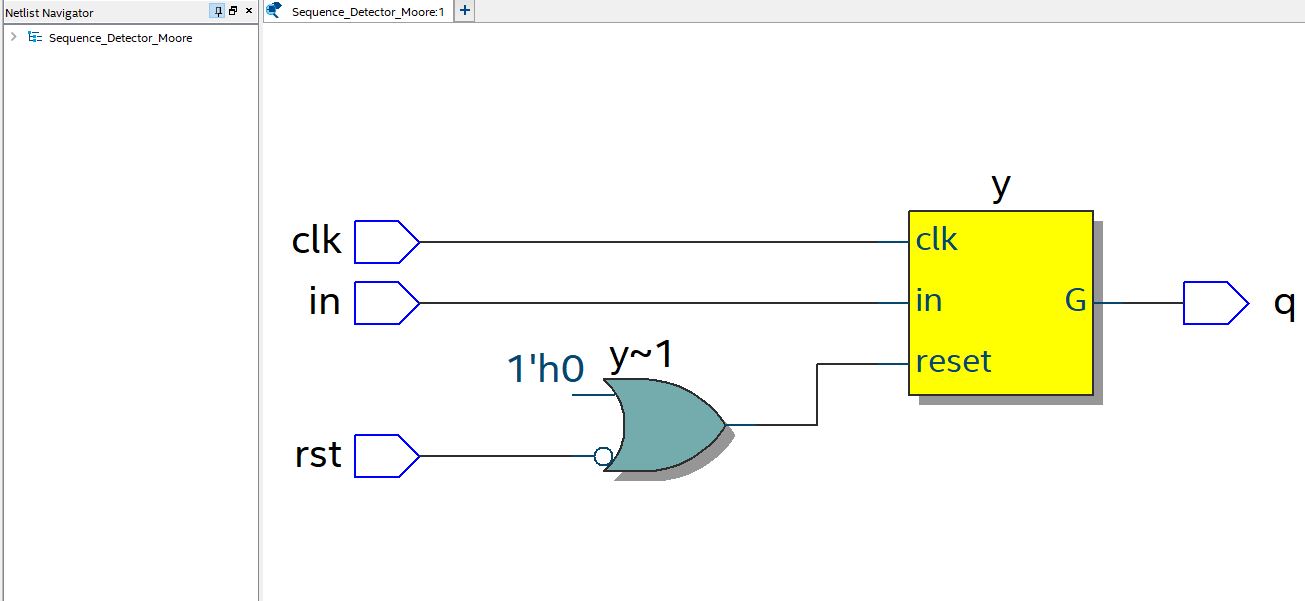 Netlist Navigator
Sequence_Detector_Moore
Sequence_Detector_Moore:1
y
clk
clk
in
in
G
q
1'h0
y~1
reset
rst